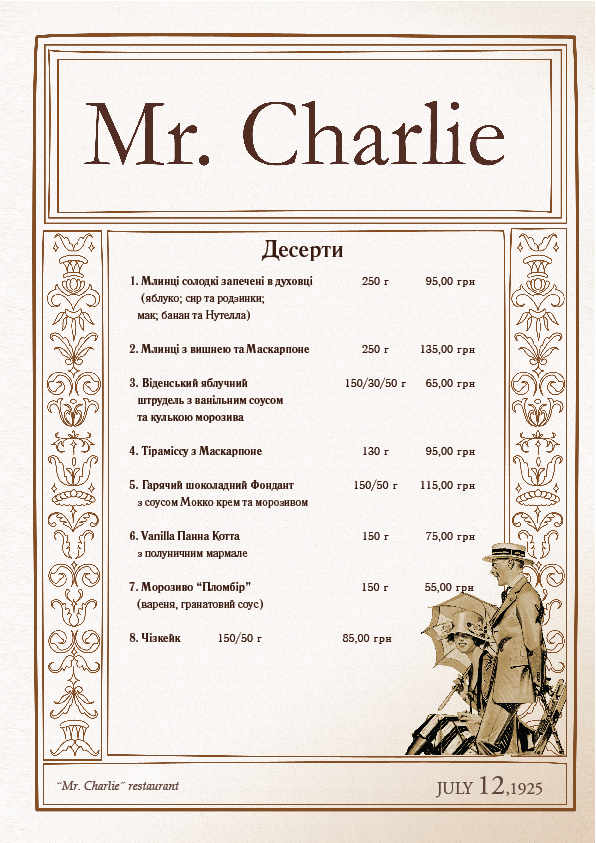 Mr. Charlie
Десерти
1. Млинці солодкі запечені в духовці 250 г 95,00 грн
(яблуко; сир та родзинки;
мак; банан та Нутелла)
2. Млинці з вишнею та Маскарпоне 250 г 135,00 грн
3. Віденський яблучний 150/30/50 г 65,00 грн
штрудель з ванільним соусом
та кулькою морозива
4. Тіраміссу з Маскарпоне 130 г 95,00 грн
5. Гарячий шоколадний Фондант 150/50 г 115,00 грн
з соусом Мокко крем та морозивом
6. Vanilla Панна Котта 150 г 75,00 грн
з полуничним мармале
7. Морозиво “Пломбір” 150 г 55,00 грн
(вареня, гранатовий соус)
8. Чізкейк 150/50 г 85,00 грн
"Mr. Charlie" restaurant JULY 12,1925